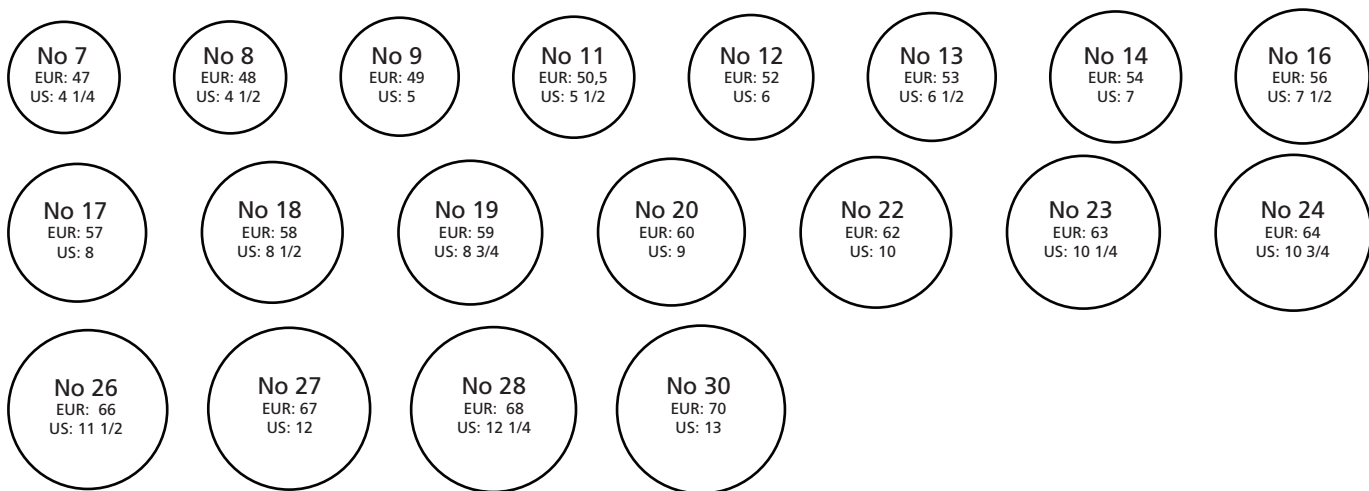 No 7
EUR: 47
US: 4 1/4
No 8
EUR: 48
US: 4 1/2
No 9
EUR: 49
US: 5
No 11
EUR: 50,5
US: 5 1/2
No 12
EUR: 52
US: 6
No 13
EUR: 53
US: 6 1/2
No 14
EUR: 54
US: 7
No 16
EUR: 56
US: 7 1/2
No 17
EUR: 57
US: 8
No 18
EUR: 58
US: 8 1/2
No 19
EUR: 59
US: 8 3/4
No 20
EUR: 60
US: 9
No 22
EUR: 62
US: 10
No 23
EUR: 63
US: 10 1/4
No 24
EUR: 64
US: 10 3/4
No 26
EUR: 66
US: 11 1/2
No 27
EUR: 67
US: 12
No 28
EUR: 68
US: 12 1/4
No 30
EUR: 70
US: 13